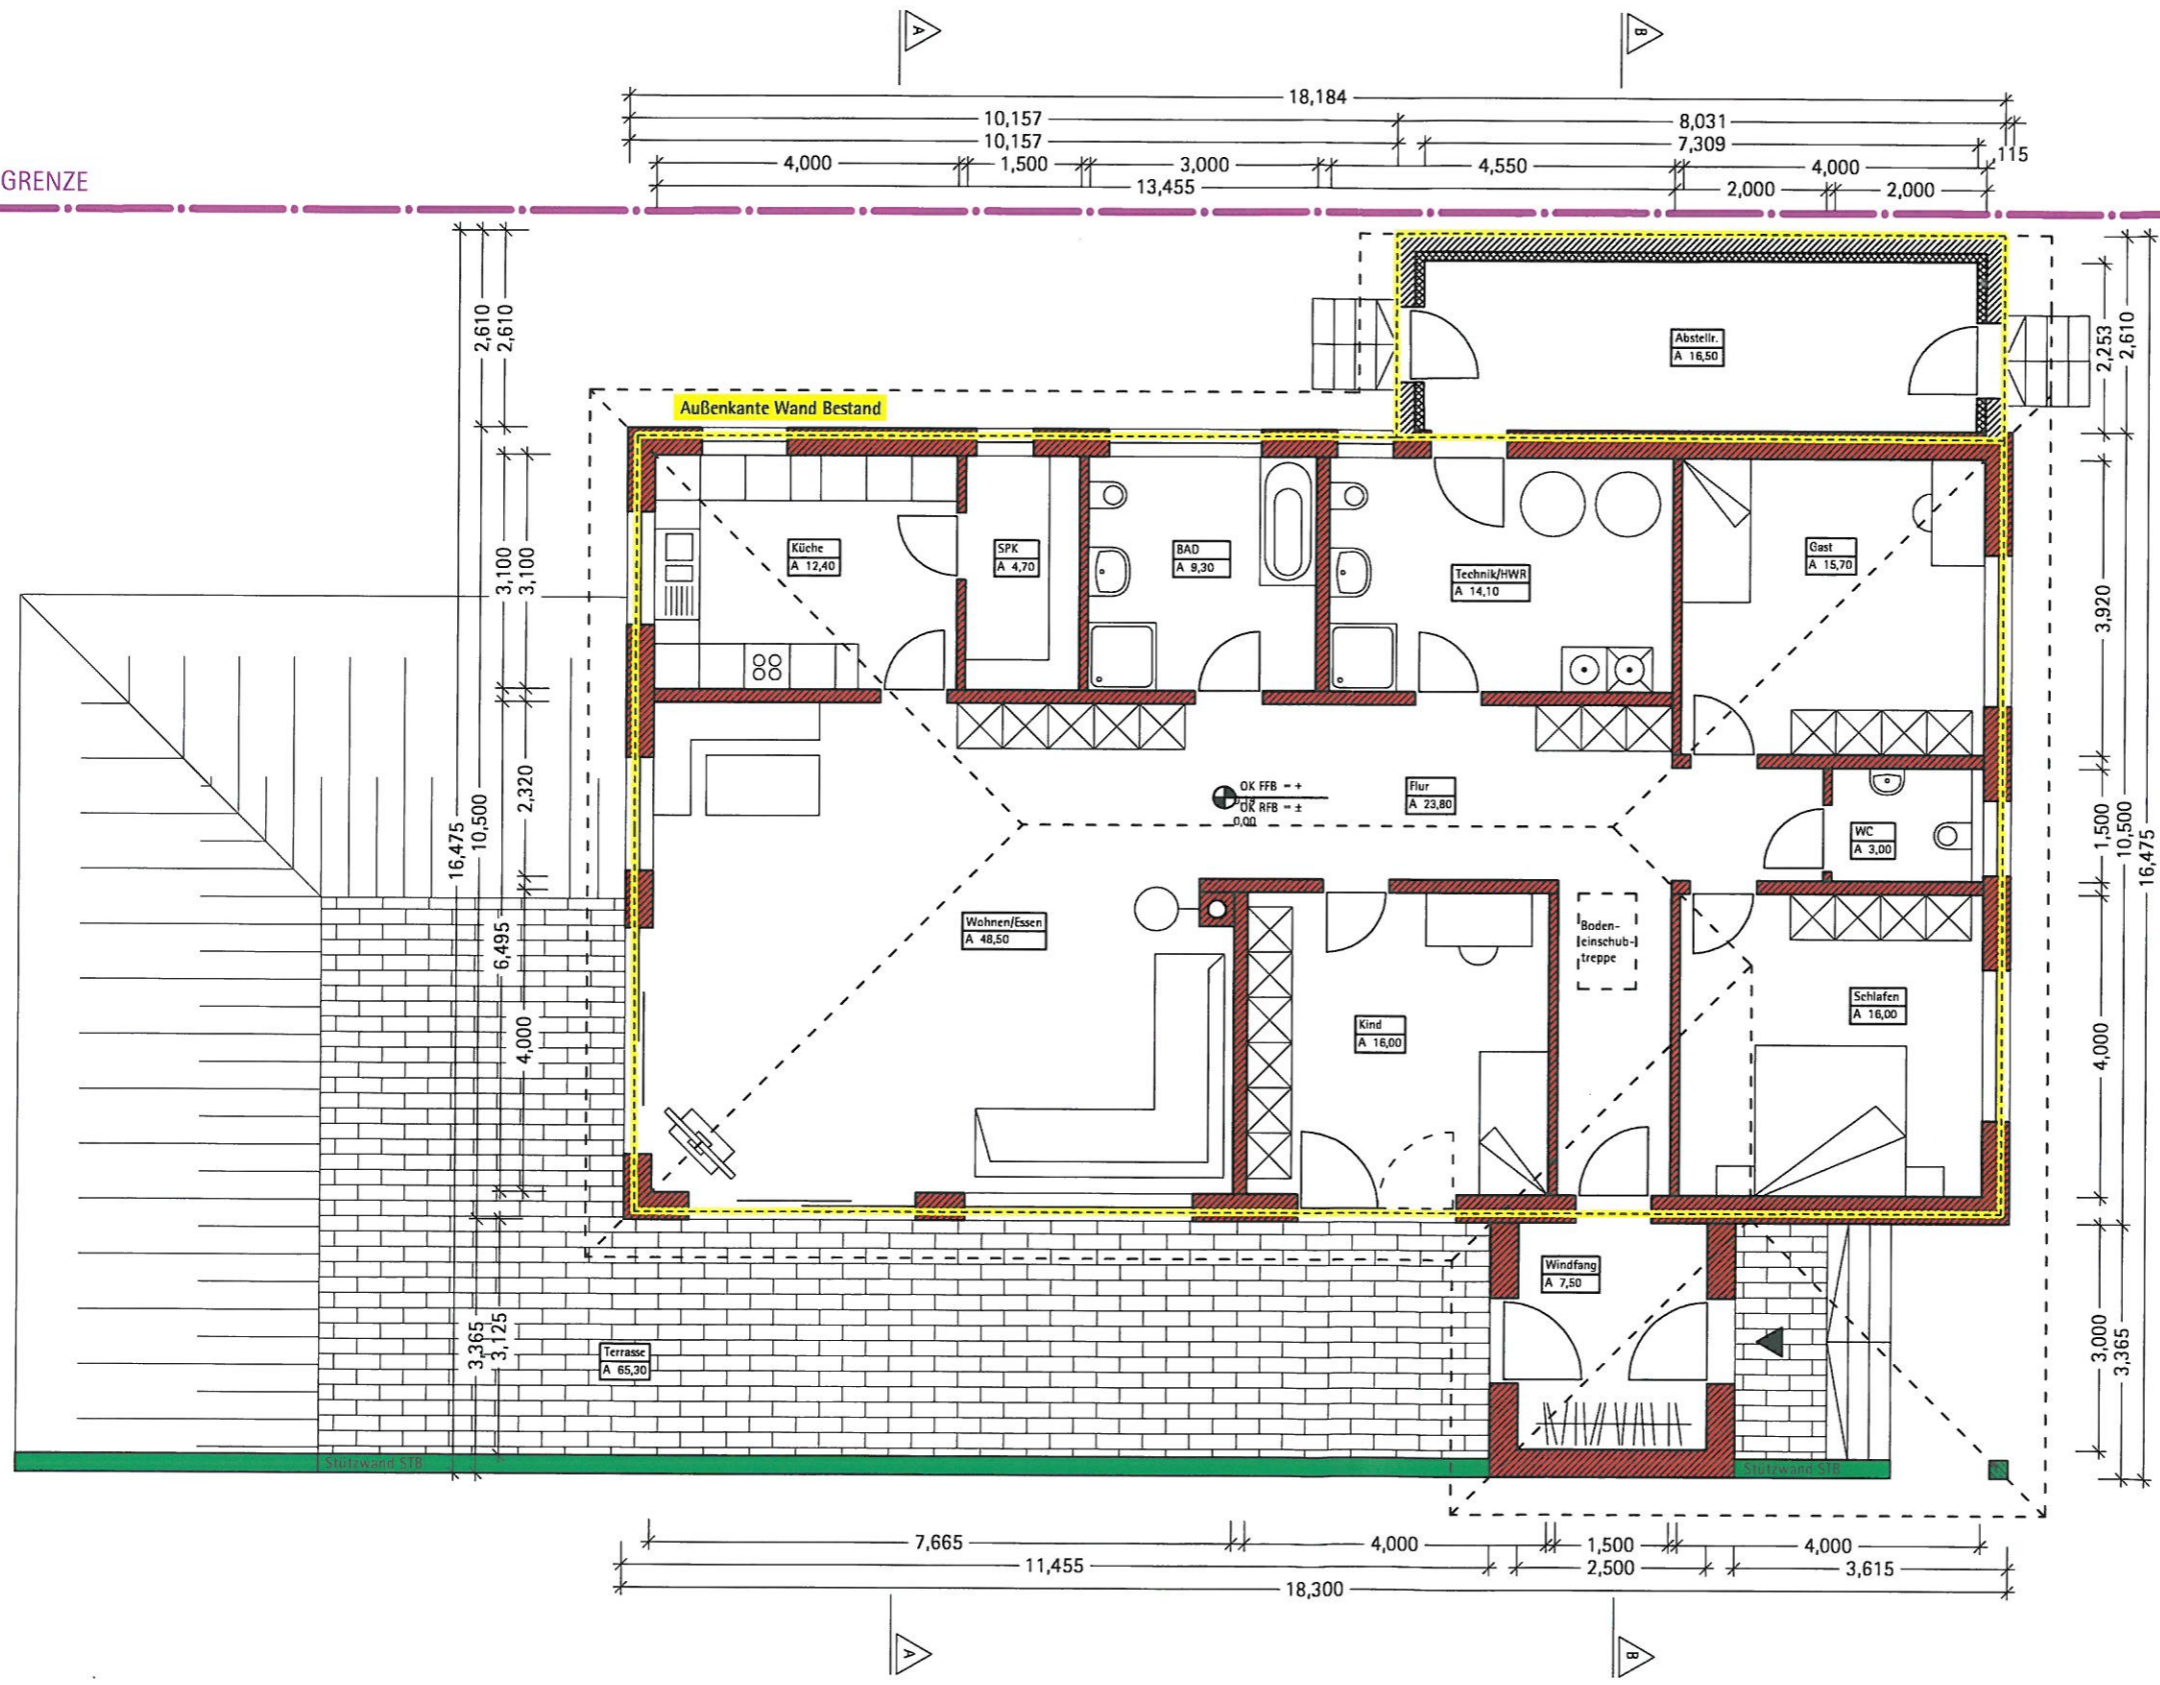 A
B
18,184
10,157
8,031
10,157
7,309
4,000
1,500
3,000
4,550
4,000
,115
13,455
2,000
2,000
GRENZE
2,610
2,610
2,253
2,610
Abstellr.
A 16,50
Außenkante Wand Bestand
Küche
A 12,40
SPK
A 4,70
BAD
A 9,30
Technik/HWR
A 14,10
Gast
A 15,70
3,100
3,100
3,920
2,320
OK FFB = +
OK RFB = ±
0,00
Flur
A 23,80
WC
A 3,00
16,475
10,500
1,500
10,500
16,475
6,495
4,000
Wohnen/Essen
A 48,50
Boden-
einschub-
treppe
Kind
A 16,00
Schlafen
A 16,00
4,000
Windfang
A 7,50
3,365
3,125
Terrasse
A 65,30
3,000
3,365
Stützwand STB
Stützwand STB
7,665
4,000
1,500
4,000
11,455
2,500
3,615
18,300
A
B